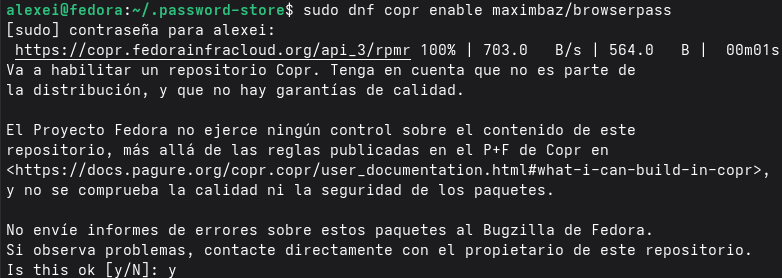 alexei@fedora:~/.password-store$ sudo dnf copr enable maximbaz/browserpass
[sudo] contraseña para alexei:
https://copr.fedorainfracloud.org/api_3/rpmr 100% | 703.0   B/s | 564.0   B |  00m01s
Va a habilitar un repositorio Copr. Tenga en cuenta que no es parte de
la distribución, y que no hay garantías de calidad.

El Proyecto Fedora no ejerce ningún control sobre el contenido de este
repositorio, más allá de las reglas publicadas en el P+F de Copr en
<https://docs.pagure.org/copr.copr/user_documentation.html#what-i-can-build-in-copr>,
y no se comprueba la calidad ni la seguridad de los paquetes.

No envíe informes de errores sobre estos paquetes al Bugzilla de Fedora.
Si observa problemas, contacte directamente con el propietario de este repositorio.
Is this ok [y/N]: y